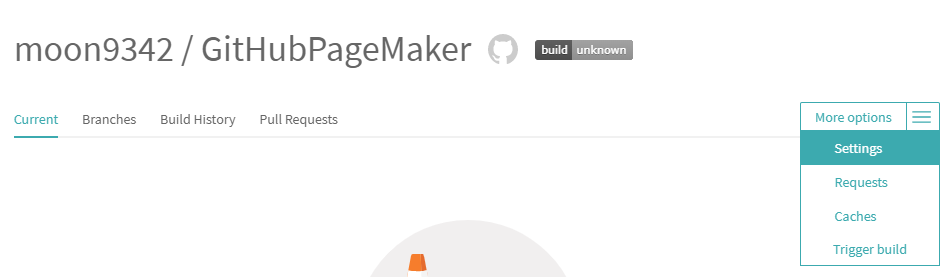 moon9342 / GitHubPageMaker build unknown
Current Branches Build History Pull Requests More options
Settings
Requests
Caches
Trigger build